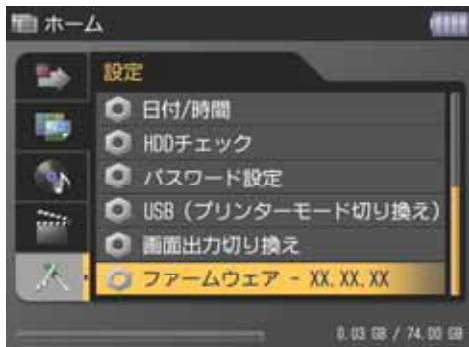 ホーム
設定
日付/時間
HDDチェック
パスワード設定
USB（プリンターモード切り換え）
画面出力切り換え
ファームウェア - XX.XX.XX
0.03 GB / 74.00 GB